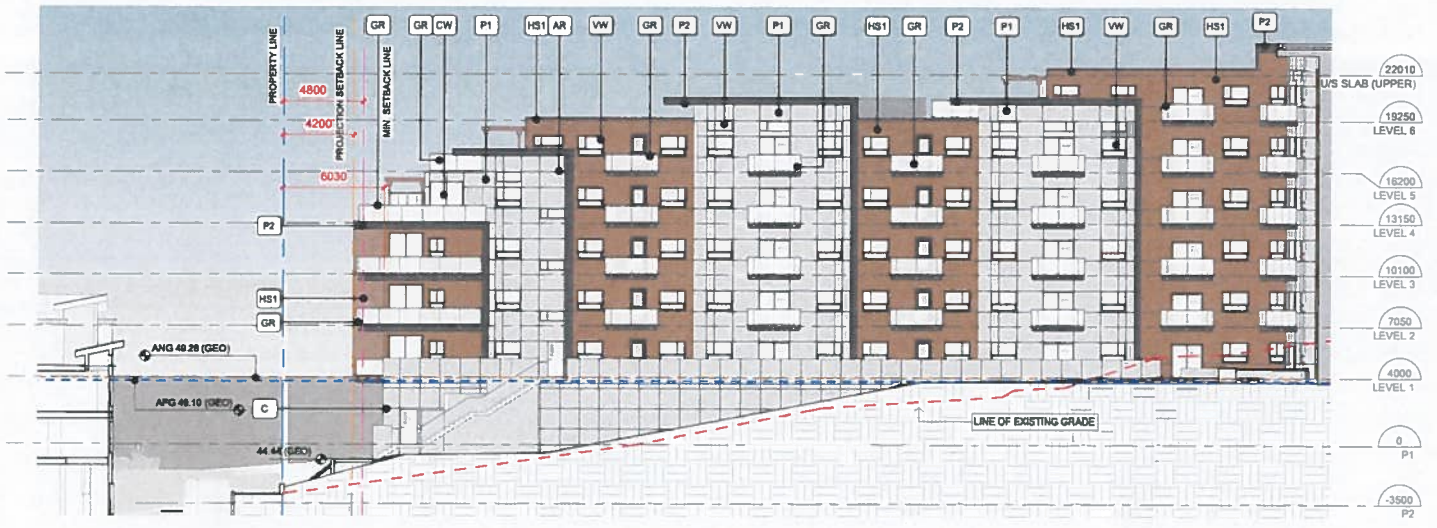 GR GR CW P1 HS1 AR VW GR P2 VW P1 GR HS1 GR P2 P1 HS1 VW GR HS1 P2
PROPERTY LINE
PROJECTION SETBACK LINE
MIN. SETBACK LINE
4800
4200
6030
22010
U/S SLAB (UPPER)
19250
LEVEL 6
16200
LEVEL 5
13150
LEVEL 4
10100
LEVEL 3
7050
LEVEL 2
4000
LEVEL 1
0
P1
-3500
P2
P2
HS1
GR
ANG 49.28 (GEO)
APG 49.10 (GEO)
C
44.44 (GEO)
LINE OF EXISTING GRADE